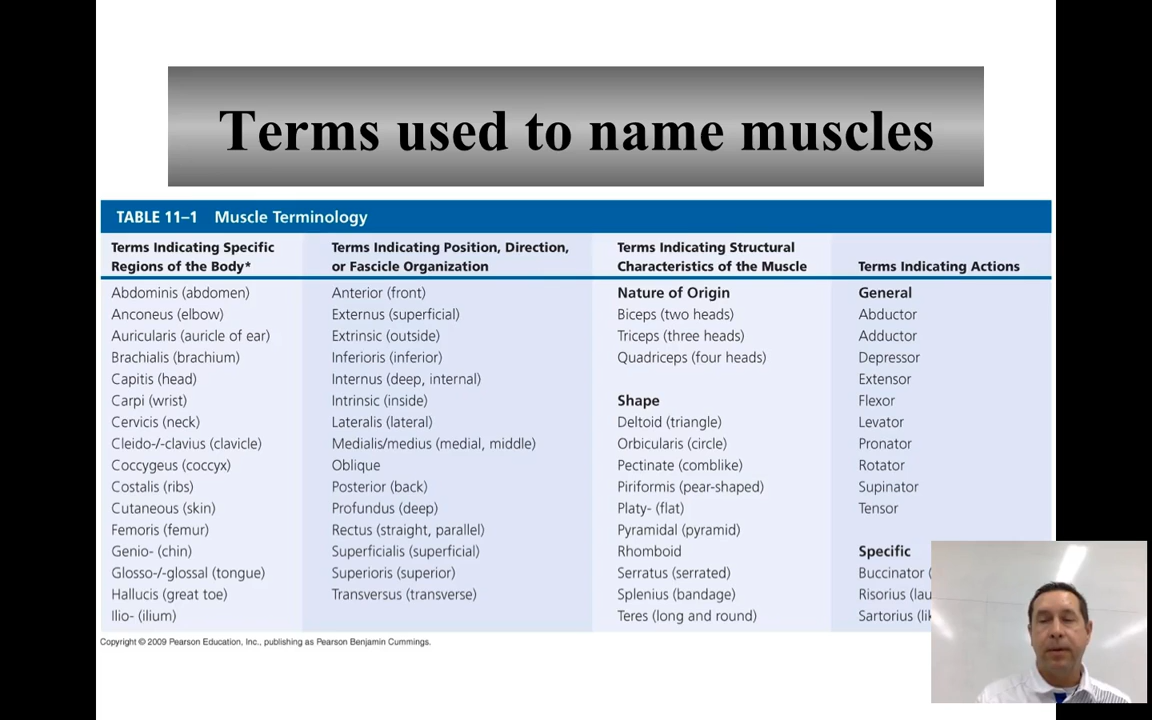 Terms used to name muscles
TABLE 11–1 Muscle Terminology
Terms Indicating Specific
Regions of the Body*
Abdominis (abdomen)
Anconeus (elbow)
Auricularis (auricle of ear)
Brachialis (brachium)
Capitis (head)
Carpi (wrist)
Cervicis (neck)
Cleido-/-clavius (clavicle)
Coccygeus (coccyx)
Costalis (ribs)
Cutaneous (skin)
Femoris (femur)
Genio- (chin)
Glosso-/-glossal (tongue)
Hallucis (great toe)
Ilio- (ilium)
Terms Indicating Position, Direction,
or Fascicle Organization
Anterior (front)
Externus (superficial)
Extrinsic (outside)
Inferioris (inferior)
Internus (deep, internal)
Intrinsic (inside)
Lateralis (lateral)
Medialis/medius (medial, middle)
Oblique
Posterior (back)
Profundus (deep)
Rectus (straight, parallel)
Superficialis (superficial)
Superioris (superior)
Transversus (transverse)
Terms Indicating Structural
Characteristics of the Muscle
Nature of Origin
Biceps (two heads)
Triceps (three heads)
Quadriceps (four heads)
Shape
Deltoid (triangle)
Orbicularis (circle)
Pectinate (comblike)
Piriformis (pear-shaped)
Platy- (flat)
Pyramidal (pyramid)
Rhomboid
Serratus (serrated)
Splenius (bandage)
Teres (long and round)
Terms Indicating Actions
General
Abductor
Adductor
Depressor
Extensor
Flexor
Levator
Pronator
Rotator
Supinator
Tensor
Specific
Buccinator (
Risorius (lau
Sartorius (lik
Copyright © 2009 Pearson Education, Inc., publishing as Pearson Benjamin Cummings.